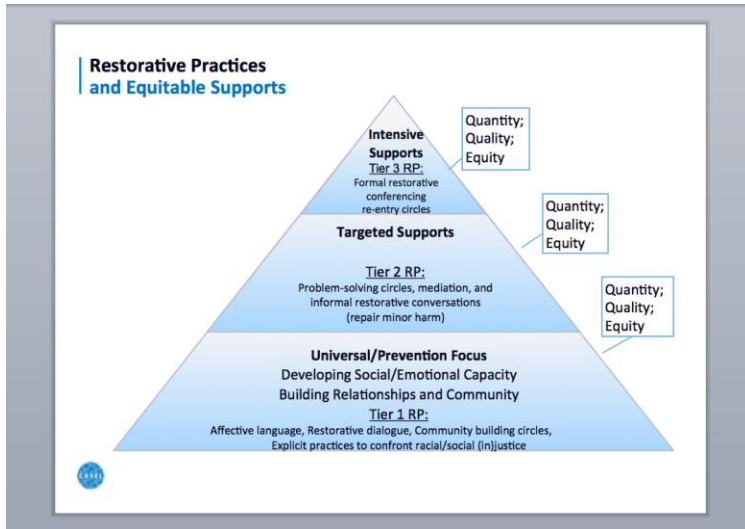 Restorative Practices
and Equitable Supports
Intensive
Supports
Tier 3 RP:
Formal restorative
conferencing
re-entry circles
Quantity;
Quality;
Equity
Targeted Supports
Tier 2 RP:
Problem-solving circles, mediation, and
informal restorative conversations
(repair minor harm)
Quantity;
Quality;
Equity
Universal/Prevention Focus
Developing Social/Emotional Capacity
Building Relationships and Community
Tier 1 RP:
Affective language, Restorative dialogue, Community building circles,
Explicit practices to confront racial/social (in)justice
Quantity;
Quality;
Equity
CASEL